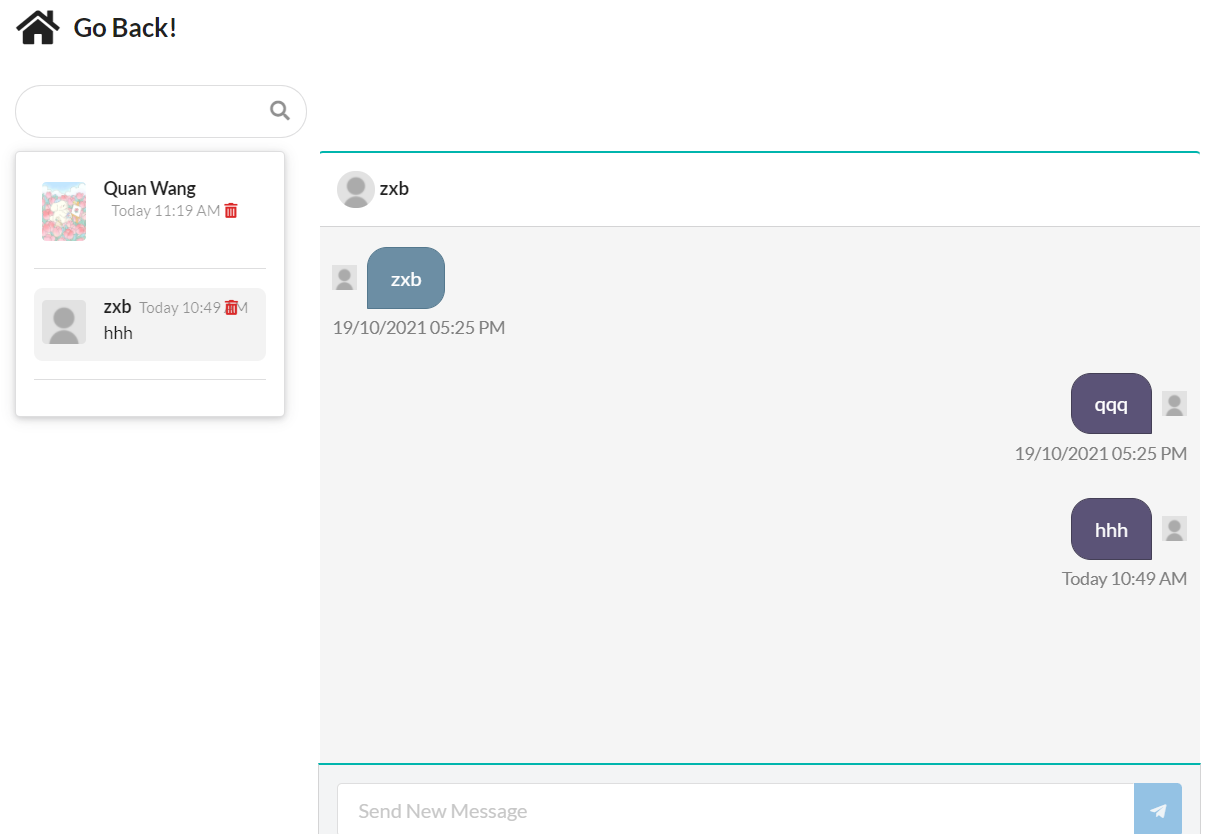 Go Back!
Quan Wang
Today 11:19 AM
zxb Today 10:49 AM
hhh
zxb
zxb
19/10/2021 05:25 PM
qqq
19/10/2021 05:25 PM
hhh
Today 10:49 AM
Send New Message